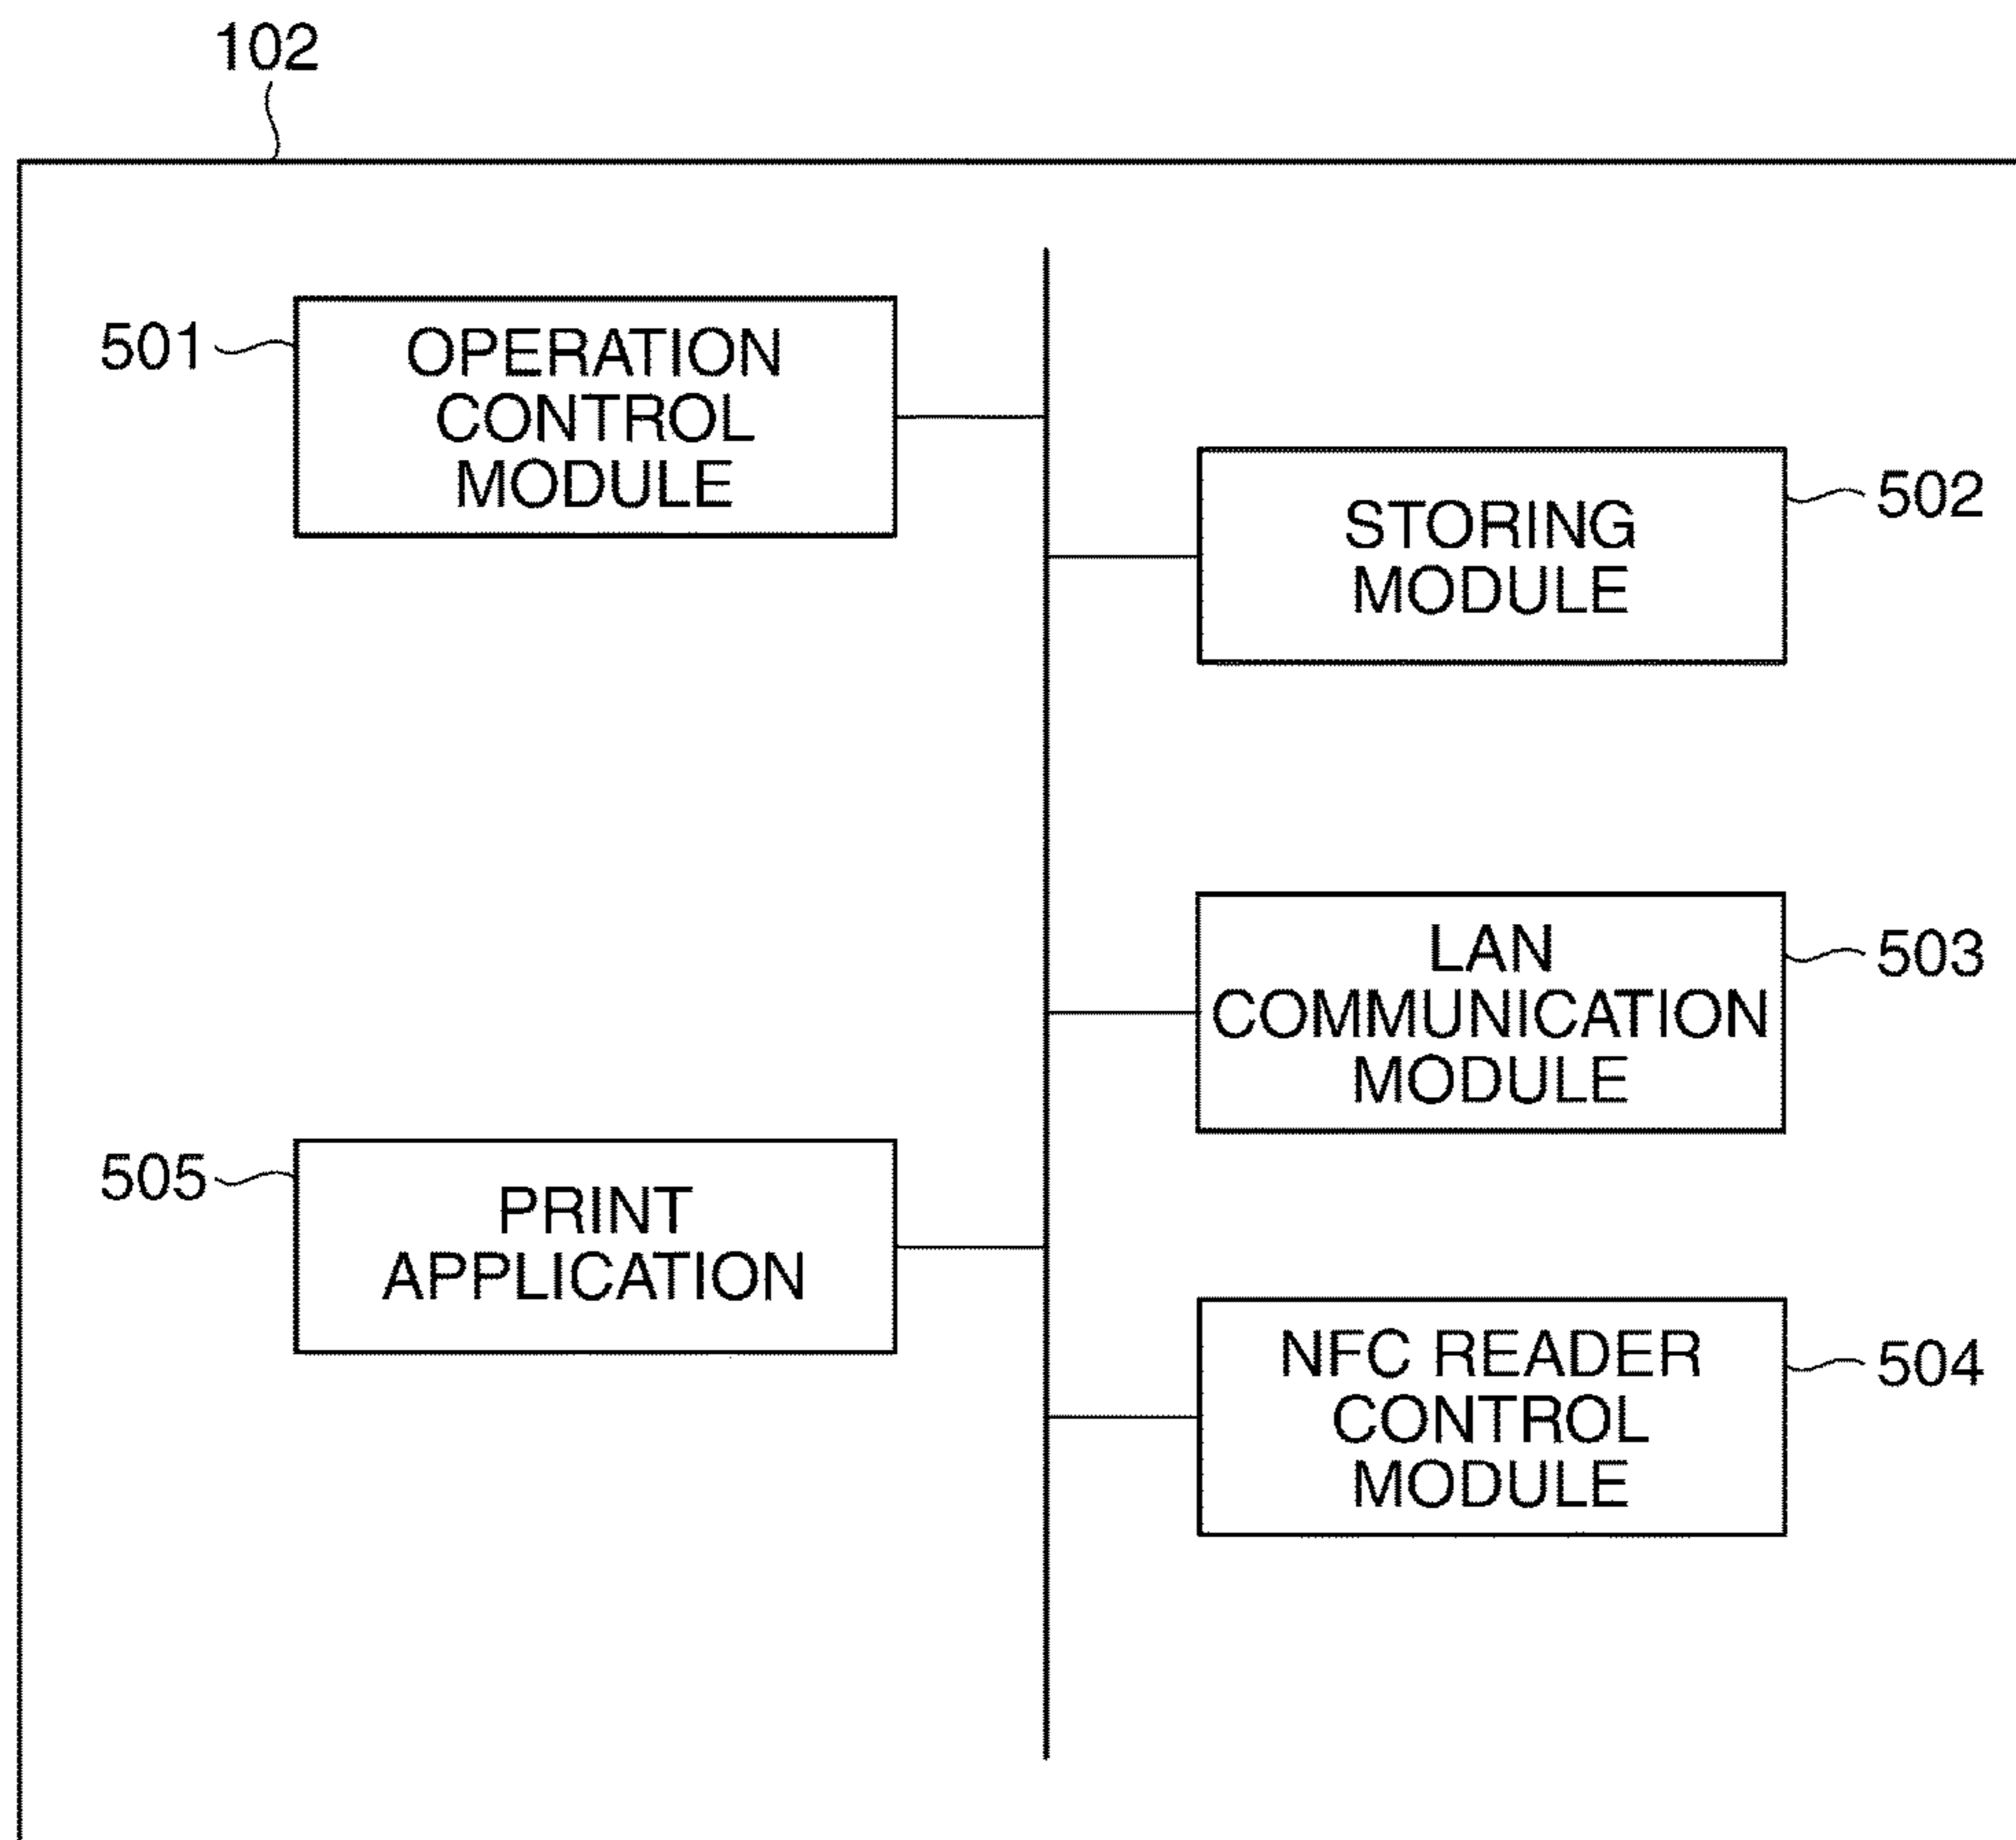 102
501
OPERATION
CONTROL
MODULE
STORING
MODULE
502
LAN
COMMUNICATION
MODULE
503
505
PRINT
APPLICATION
NFC READER
CONTROL
MODULE
504